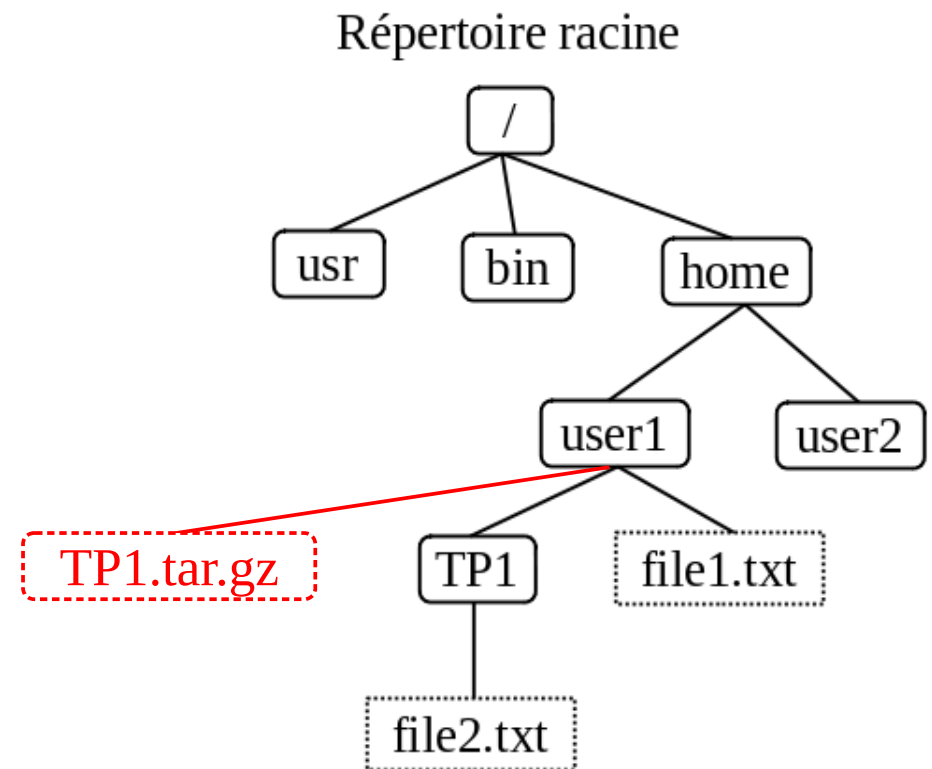 Répertoire racine
/
usr
bin
home
user1
user2
TP1.tar.gz
TP1
file1.txt
file2.txt